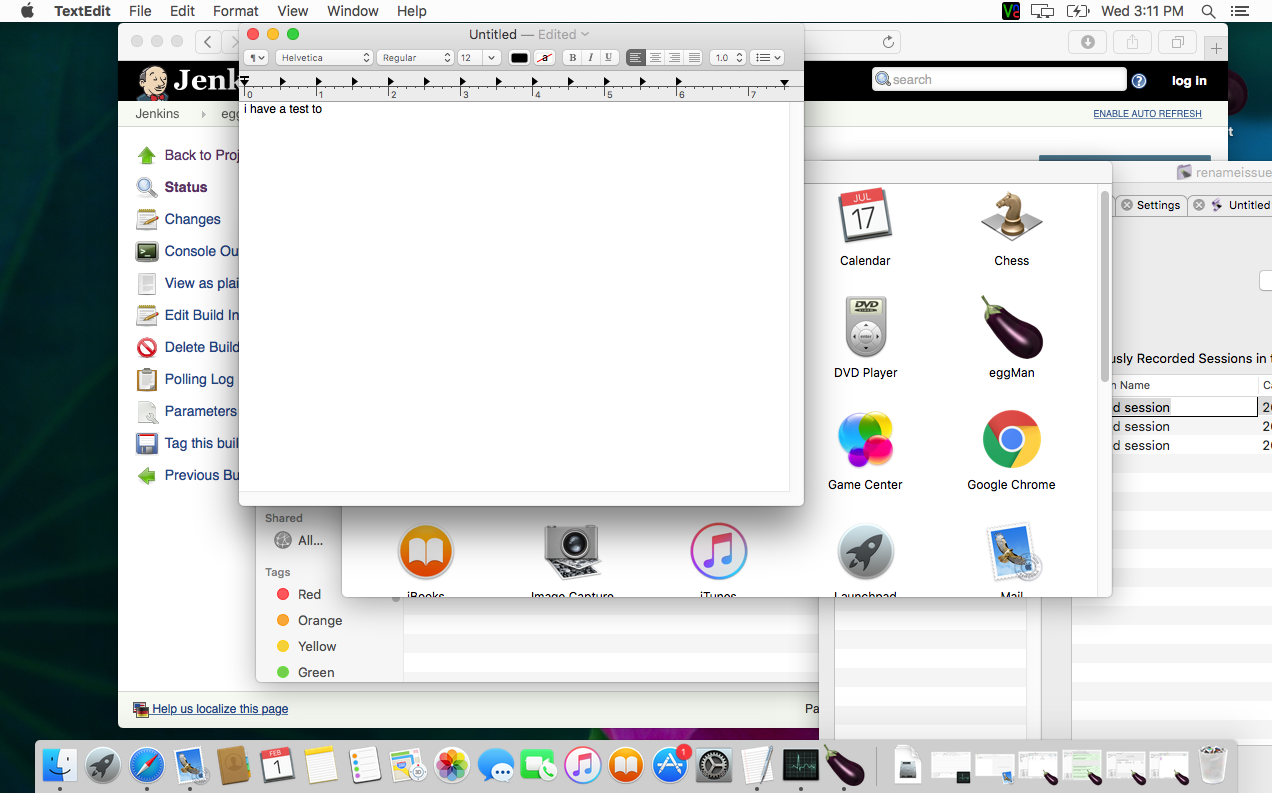 TextEdit File Edit Format View Window Help
Wed 3:11 PM
Untitled — Edited
Helvetica Regular 12 B I U 1.0
0 1 2 3 4 5 6 7
i have a test to
search
log in
Jenkins
ENABLE AUTO REFRESH
Back to Proj
Status
Changes
Console Ou
View as plai
Edit Build In
Delete Build
Polling Log
Parameters
Tag this buil
Previous Bu
Help us localize this page
Pa
Shared
All...
Tags
Red
Orange
Yellow
Green
JUL
17
Calendar
Chess
DVD
DVD Player
eggMan
Game Center
Google Chrome
iBooks
Image Capture
iTunes
Launchpad
Mail
renameissue
Settings
Untitled
usly Recorded Sessions in t
n Name
d session
d session
d session
FEB
1
1